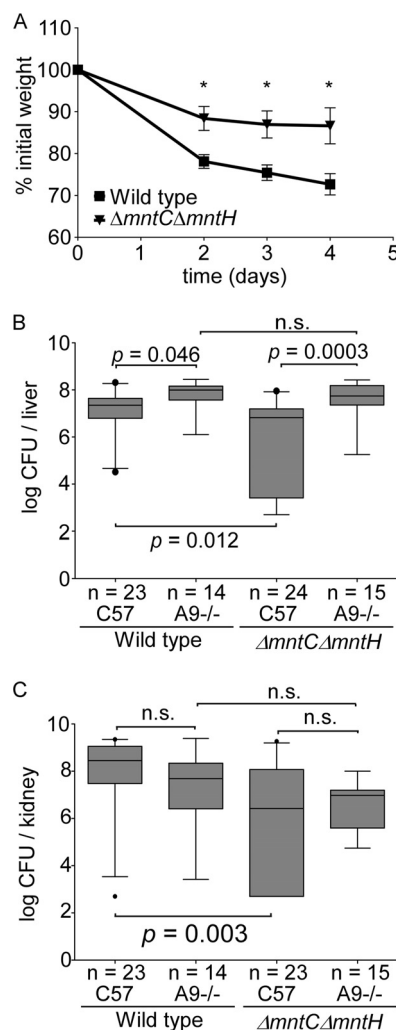 A
% initial weight
100
90
80
70
60
* * *
Wild type
ΔmntCΔmntH
0 1 2 3 4 5
time (days)
B
n.s.
p = 0.046
p = 0.0003
log CFU / liver
10
8
6
4
2
0
p = 0.012
n = 23 n = 14 n = 24 n = 15
C57 A9-/- C57 A9-/-
Wild type ΔmntCΔmntH
C
n.s.
n.s.
n.s.
log CFU / kidney
10
8
6
4
2
0
p = 0.003
n = 23 n = 14 n = 23 n = 15
C57 A9-/- C57 A9-/-
Wild type ΔmntCΔmntH